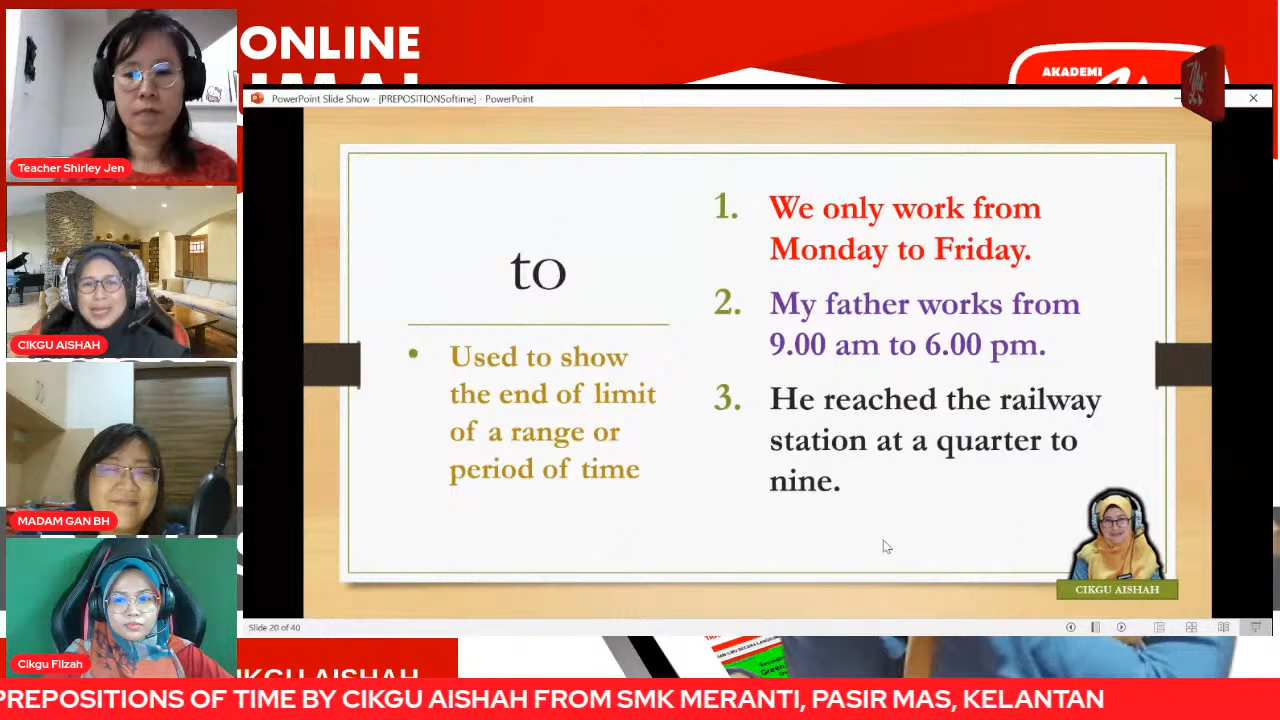 ONLINE
AKADEMI
PowerPoint Slide Show - [PREPOSITIONSoftime] - PowerPoint
Teacher Shirley Jen
CIKGU AISHAH
MADAM GAN BH
Cikgu Filzah
to
• Used to show
the end of limit
of a range or
period of time
1. We only work from
Monday to Friday.
2. My father works from
9.00 am to 6.00 pm.
3. He reached the railway
station at a quarter to
nine.
CIKGU AISHAH
Slide 20 of 40
PREPOSITIONS OF TIME BY CIKGU AISHAH FROM SMK MERANTI, PASIR MAS, KELANTAN